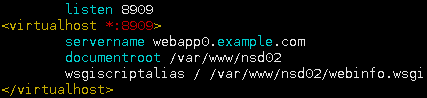 listen 8909
<virtualhost *:8909>
servername webapp0.example.com
documentroot /var/www/nsd02
wsgiscriptalias / /var/www/nsd02/webinfo.wsgi
</virtualhost>